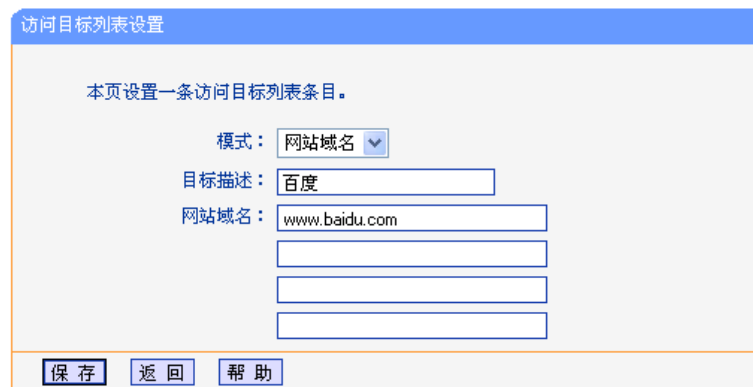 访问目标列表设置
本页设置一条访问目标列表条目。
模式： 网站域名
目标描述： 百度
网站域名： www.baidu.com
保 存 返 回 帮 助